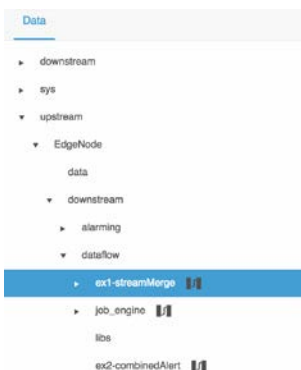 Data
downstream
sys
upstream
EdgeNode
data
downstream
alarming
dataflow
ex1-streamMerge
job_engine
libs
ex2-combinedAlert